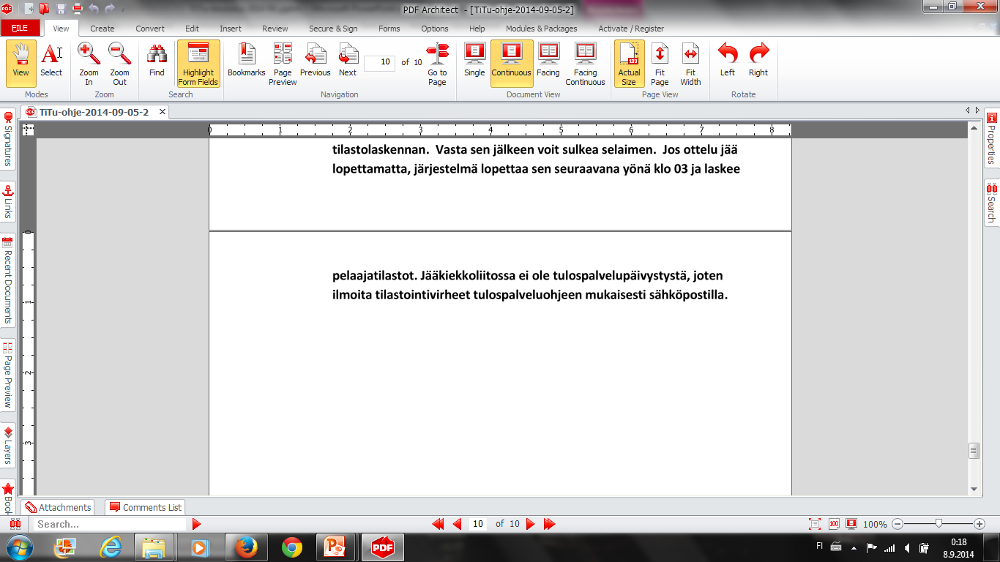 PDF Architect - [TiTu-ohje-2014-09-05-2]
FILE View Create Convert Edit Insert Review Secure & Sign Forms Options Help Modules & Packages Activate / Register
View Select Zoom In Zoom Out Find Highlight Form Fields Bookmarks Page Preview Previous Next 10 of 10 Go to Page Single Continuous Facing Facing Continuous Actual Size Fit Page Fit Width Left Right
Modes Zoom Search Navigation Document View Page View Rotate
TiTu-ohje-2014-09-05-2
0 1 2 3 4 5 6 7 8
tilastolaskennan. Vasta sen jälkeen voit sulkea selaimen. Jos ottelu jää
lopettamatta, järjestelmä lopettaa sen seuraavana yönä klo 03 ja laskee
pelaajatilastot. Jääkiekkoliitossa ei ole tulospalvelupäivystystä, joten
ilmoita tilastointivirheet tulospalveluohjeen mukaisesti sähköpostilla.
Signatures
Links
Recent Documents
Page Preview
Layers
Book
0
1
2
3
Properties
Search
Attachments Comments List
Search... 10 of 10 100 100%
FI 0:18
8.9.2014